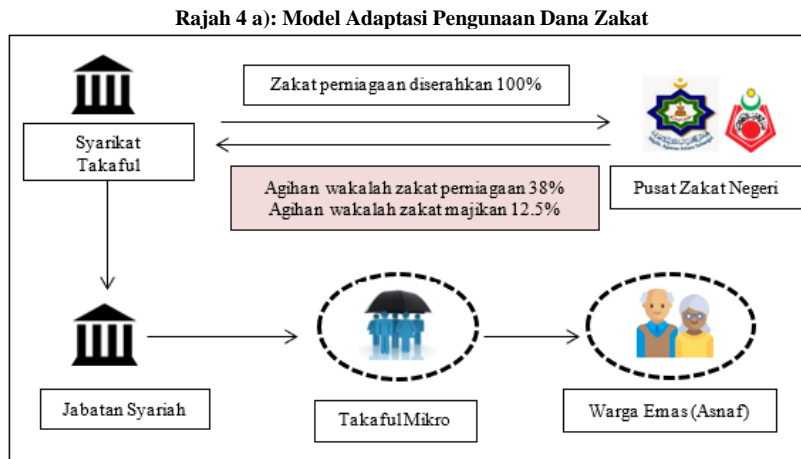 Rajah 4 a): Model Adaptasi Pengunaan Dana Zakat
Zakat perniagaan diserahkan 100%
Syarikat
Takaful
Agihan wakalah zakat perniagaan 38%
Agihan wakalah zakat majikan 12.5%
Pusat Zakat Negeri
Jabatan Syariah
Takaful Mikro
Warga Emas (Asnaf)